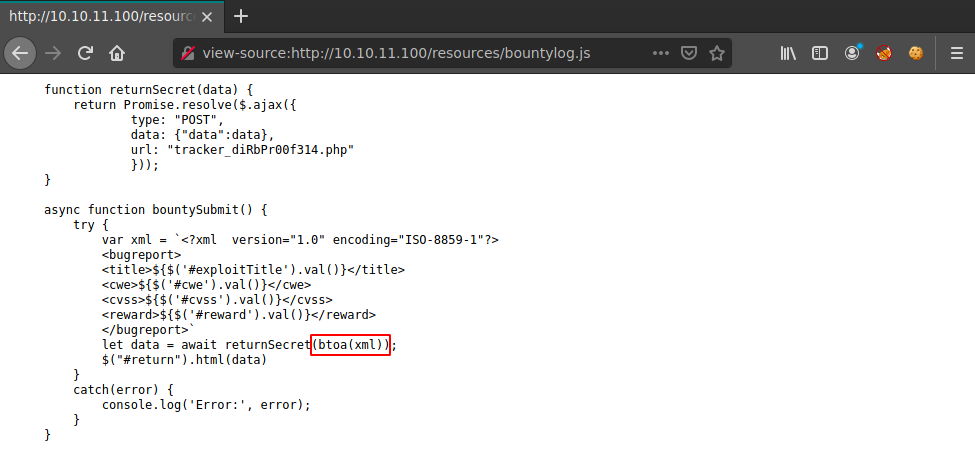 http://10.10.11.100/resourc
view-source:http://10.10.11.100/resources/bountylog.js
function returnSecret(data) {
    return Promise.resolve($.ajax({
            type: "POST",
            data: {"data":data},
            url: "tracker_diRbPr00f314.php"
            }));
}

async function bountySubmit() {
    try {
        var xml = `<?xml  version="1.0" encoding="ISO-8859-1"?>
        <bugreport>
        <title>${$('#exploitTitle').val()}</title>
        <cwe>${$('#cwe').val()}</cwe>
        <cvss>${$('#cvss').val()}</cvss>
        <reward>${$('#reward').val()}</reward>
        </bugreport>`
        let data = await returnSecret(btoa(xml));
        $("#return").html(data)
    }
    catch(error) {
        console.log('Error:', error);
    }
}